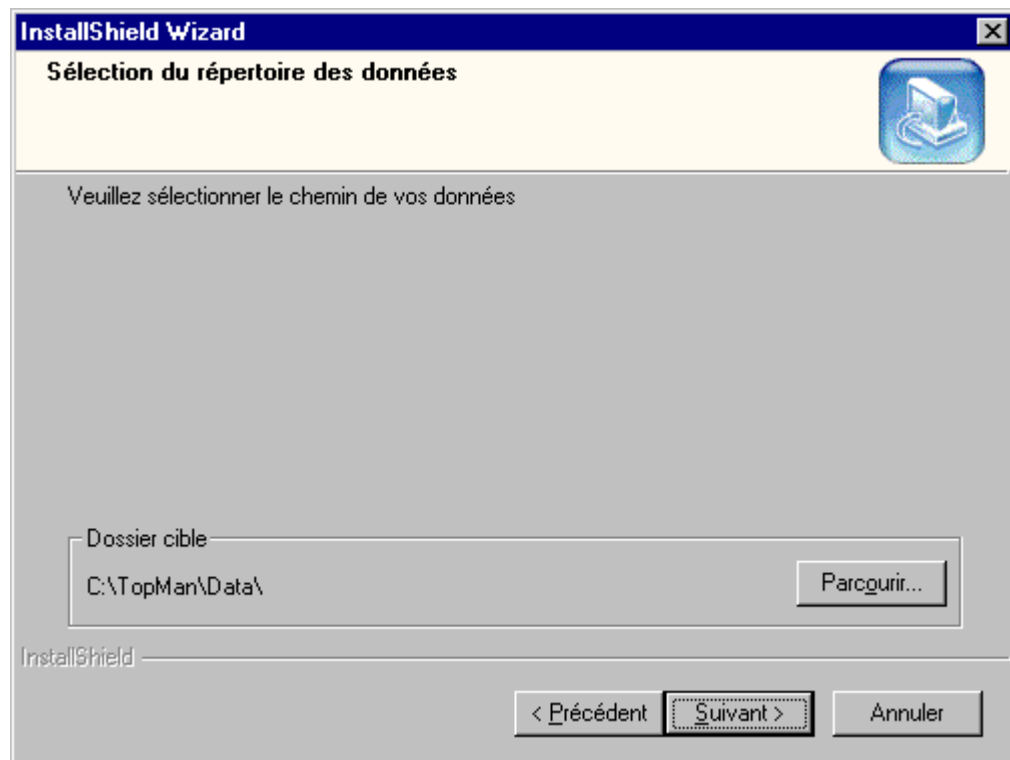 InstallShield Wizard
Sélection du répertoire des données
Veuillez sélectionner le chemin de vos données
Dossier cible
C:\TopMan\Data\
Parcourir...
InstallShield
< Précédent
Suivant >
Annuler